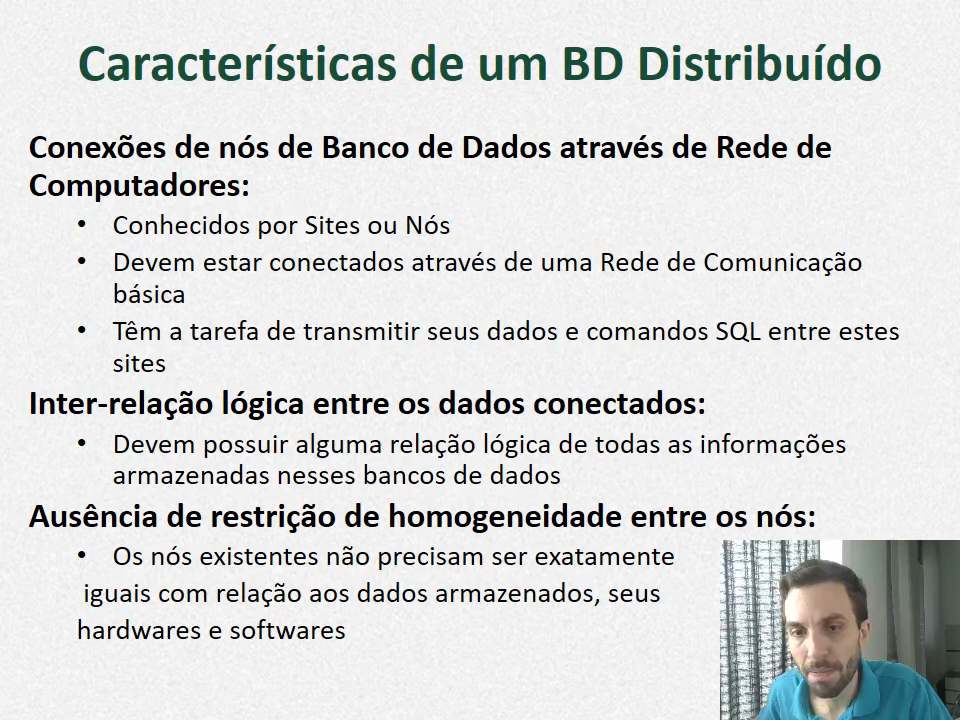 Características de um BD Distribuído
Conexões de nós de Banco de Dados através de Rede de
Computadores:
• Conhecidos por Sites ou Nós
• Devem estar conectados através de uma Rede de Comunicação
básica
• Têm a tarefa de transmitir seus dados e comandos SQL entre estes
sites
Inter-relação lógica entre os dados conectados:
• Devem possuir alguma relação lógica de todas as informações
armazenadas nesses bancos de dados
Ausência de restrição de homogeneidade entre os nós:
• Os nós existentes não precisam ser exatamente
iguais com relação aos dados armazenados, seus
hardwares e softwares